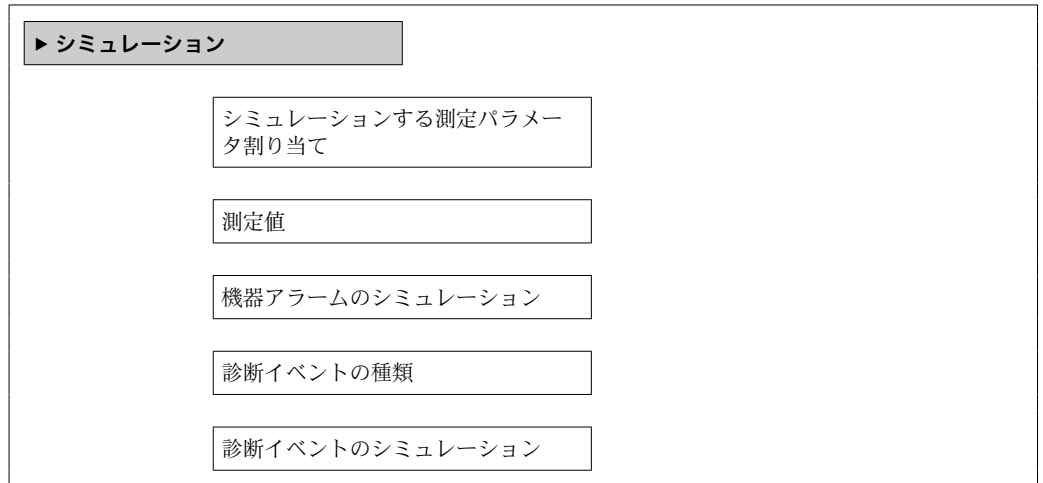 ▶ シミュレーション
シミュレーションする測定パラメー
タ割り当て
測定値
機器アラームのシミュレーション
診断イベントの種類
診断イベントのシミュレーション